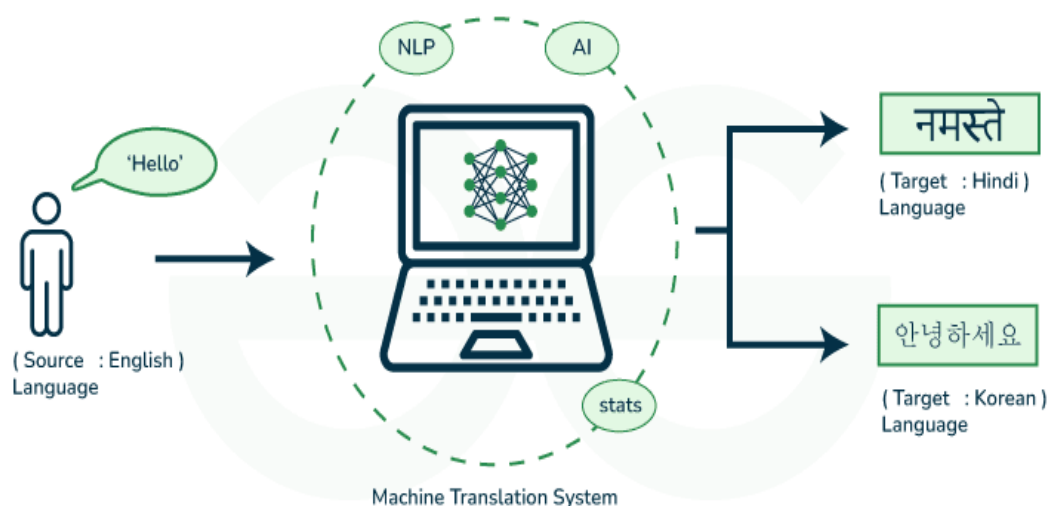 NLP
AI
‘Hello’
( Source : English )
Language
stats
Machine Translation System
नमस्ते
( Target : Hindi )
Language
안녕하세요
( Target : Korean )
Language